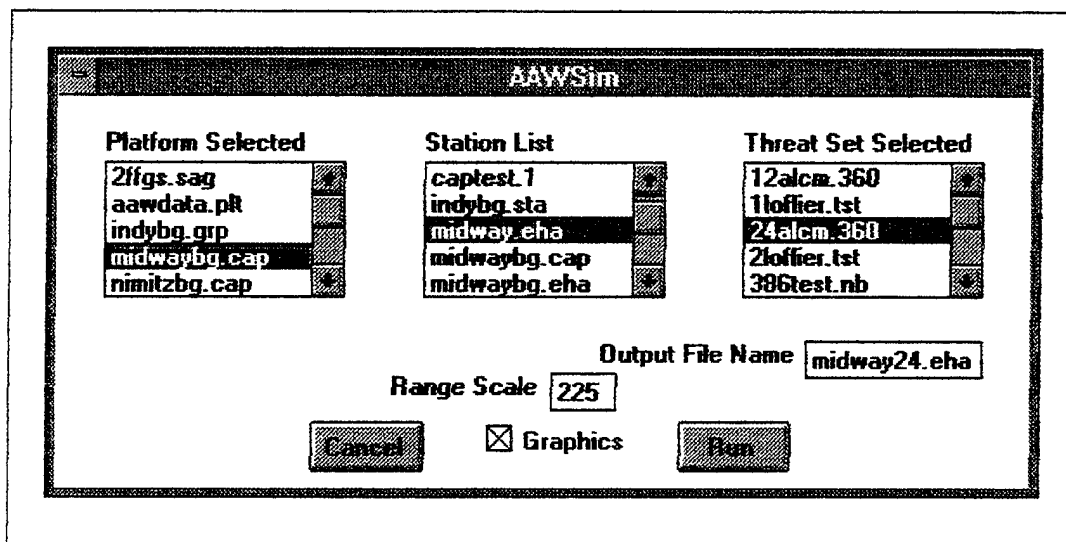 AAWSim
Platform Selected
2ffgs.sag
aawdata.plt
indybg.grp
midwaybg.cap
nimitzbg.cap
Station List
captest.1
indybg.sta
midway.eha
midwaybg.cap
midwaybg.eha
Threat Set Selected
12alcm.360
1loflier.tst
24alcm.360
2loflier.tst
386test.nb
Output File Name midway24.eha
Range Scale 225
Cancel Graphics Run